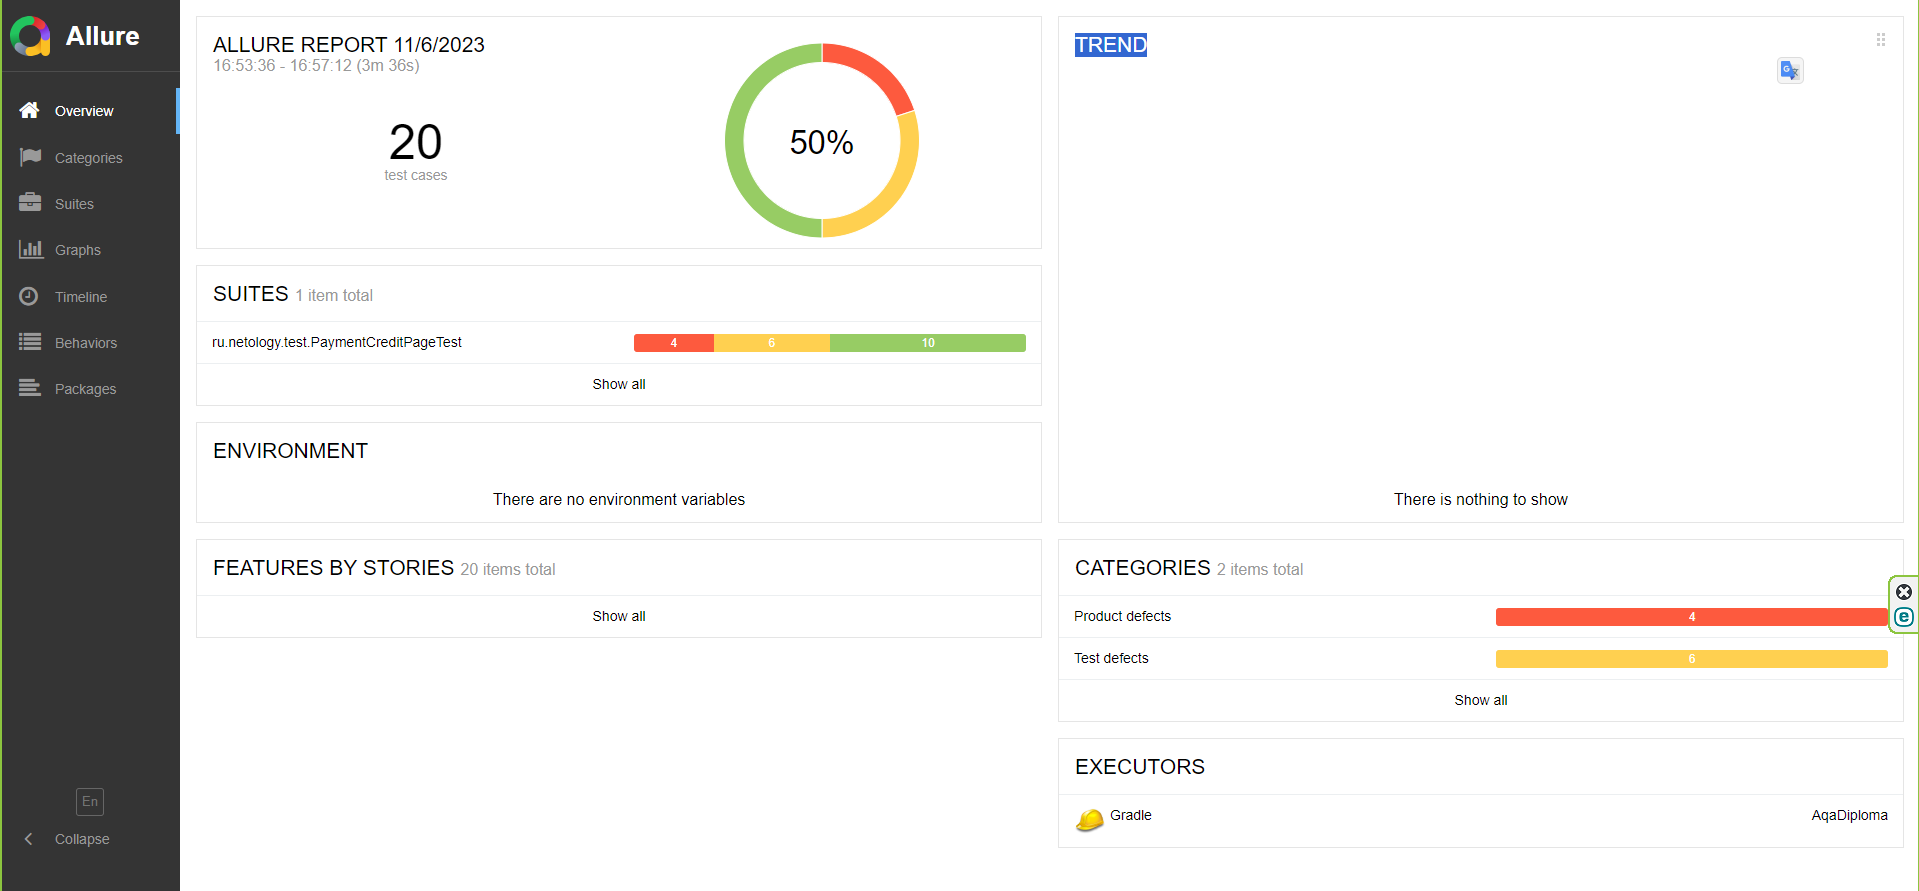 Allure
Overview
Categories
Suites
Graphs
Timeline
Behaviors
Packages
En
Collapse
ALLURE REPORT 11/6/2023
16:53:36 - 16:57:12 (3m 36s)
20
test cases
50%
SUITES 1 item total
ru.netology.test.PaymentCreditPageTest 4 6 10
Show all
ENVIRONMENT
There are no environment variables
FEATURES BY STORIES 20 items total
Show all
TREND
There is nothing to show
CATEGORIES 2 items total
Product defects 4
Test defects 6
Show all
EXECUTORS
Gradle AqaDiploma